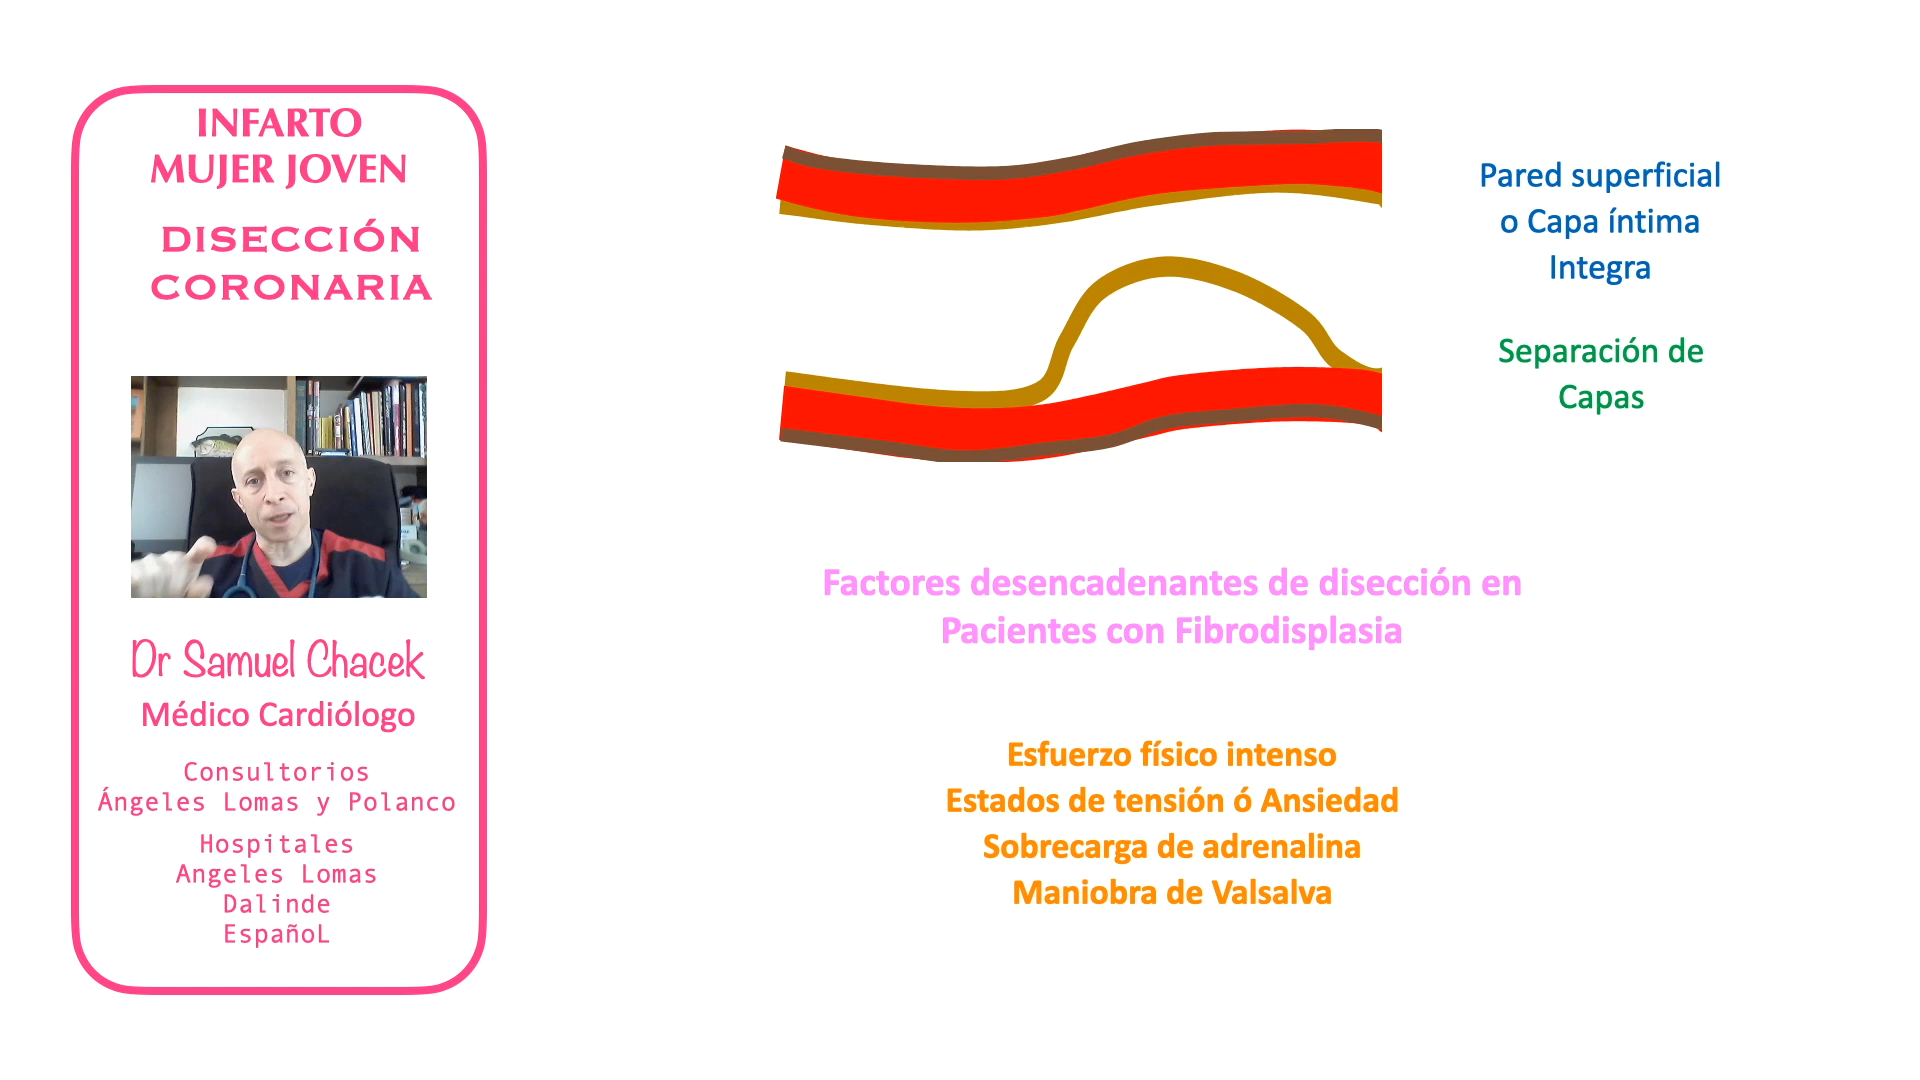 INFARTO
MUJER JOVEN
DISECCIÓN
CORONARIA
Dr Samuel Chacek
Médico Cardiólogo
Consultorios
Ángeles Lomas y Polanco
Hospitales
Angeles Lomas
Dalinde
EspañoL
Pared superficial
o Capa íntima
Integra
Separación de
Capas
Factores desencadenantes de disección en
Pacientes con Fibrodisplasia
Esfuerzo físico intenso
Estados de tensión ó Ansiedad
Sobrecarga de adrenalina
Maniobra de Valsalva